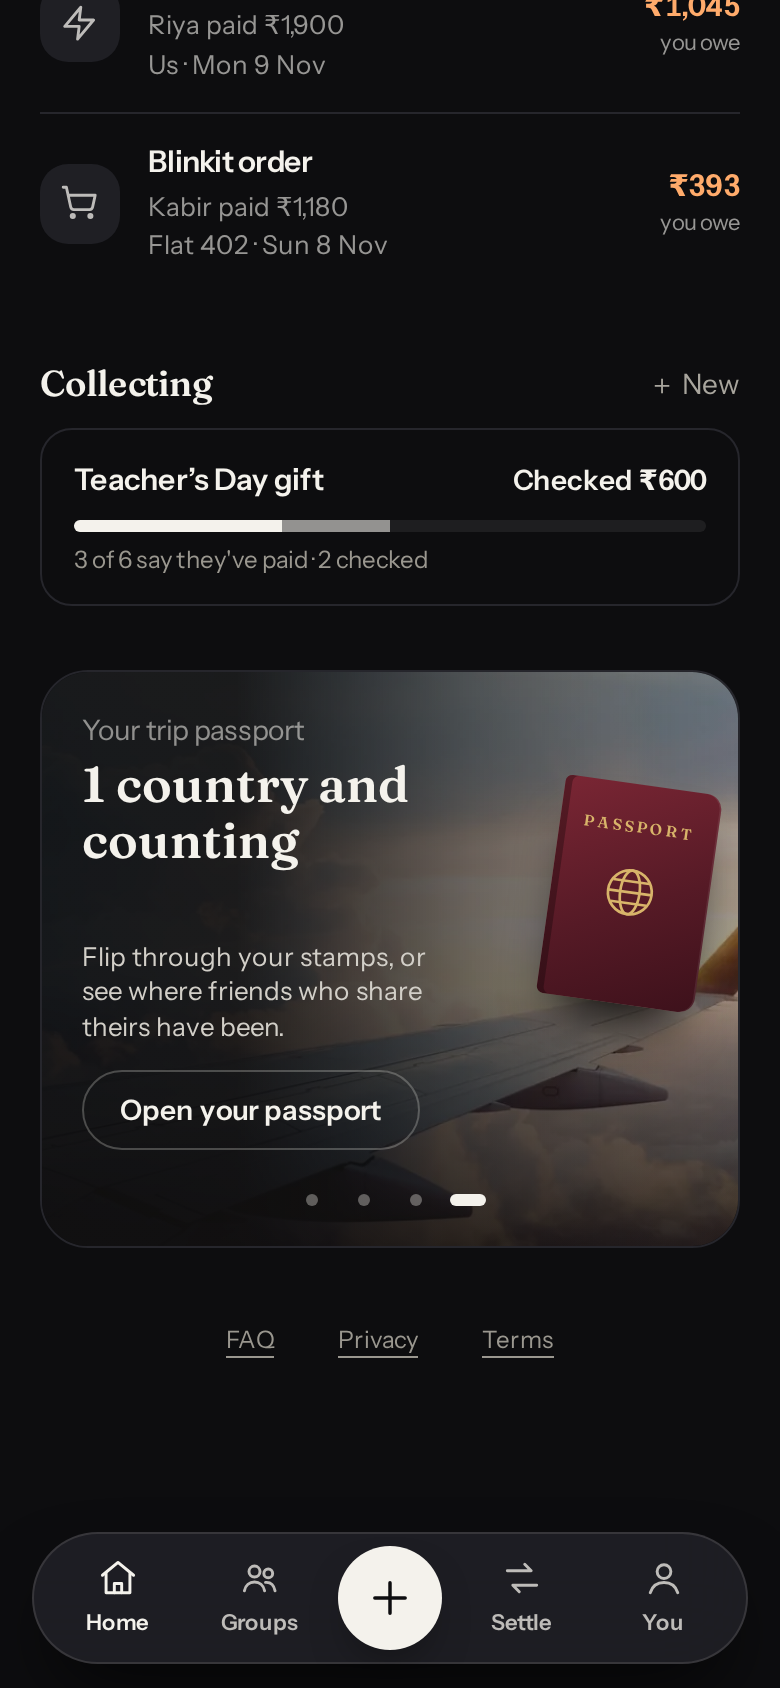 ₹1,045
Riya paid ₹1,900
you owe
Us · Mon 9 Nov
Blinkit order
₹393
Kabir paid ₹1,180
you owe
Flat 402 · Sun 8 Nov
Collecting
+ New
Teacher’s Day gift
Checked ₹600
3 of 6 say they've paid · 2 checked
Your trip passport
1 country and
counting
PASSPORT
Flip through your stamps, or
see where friends who share
theirs have been.
Open your passport
FAQ
Privacy
Terms
Home
Groups
Settle
You